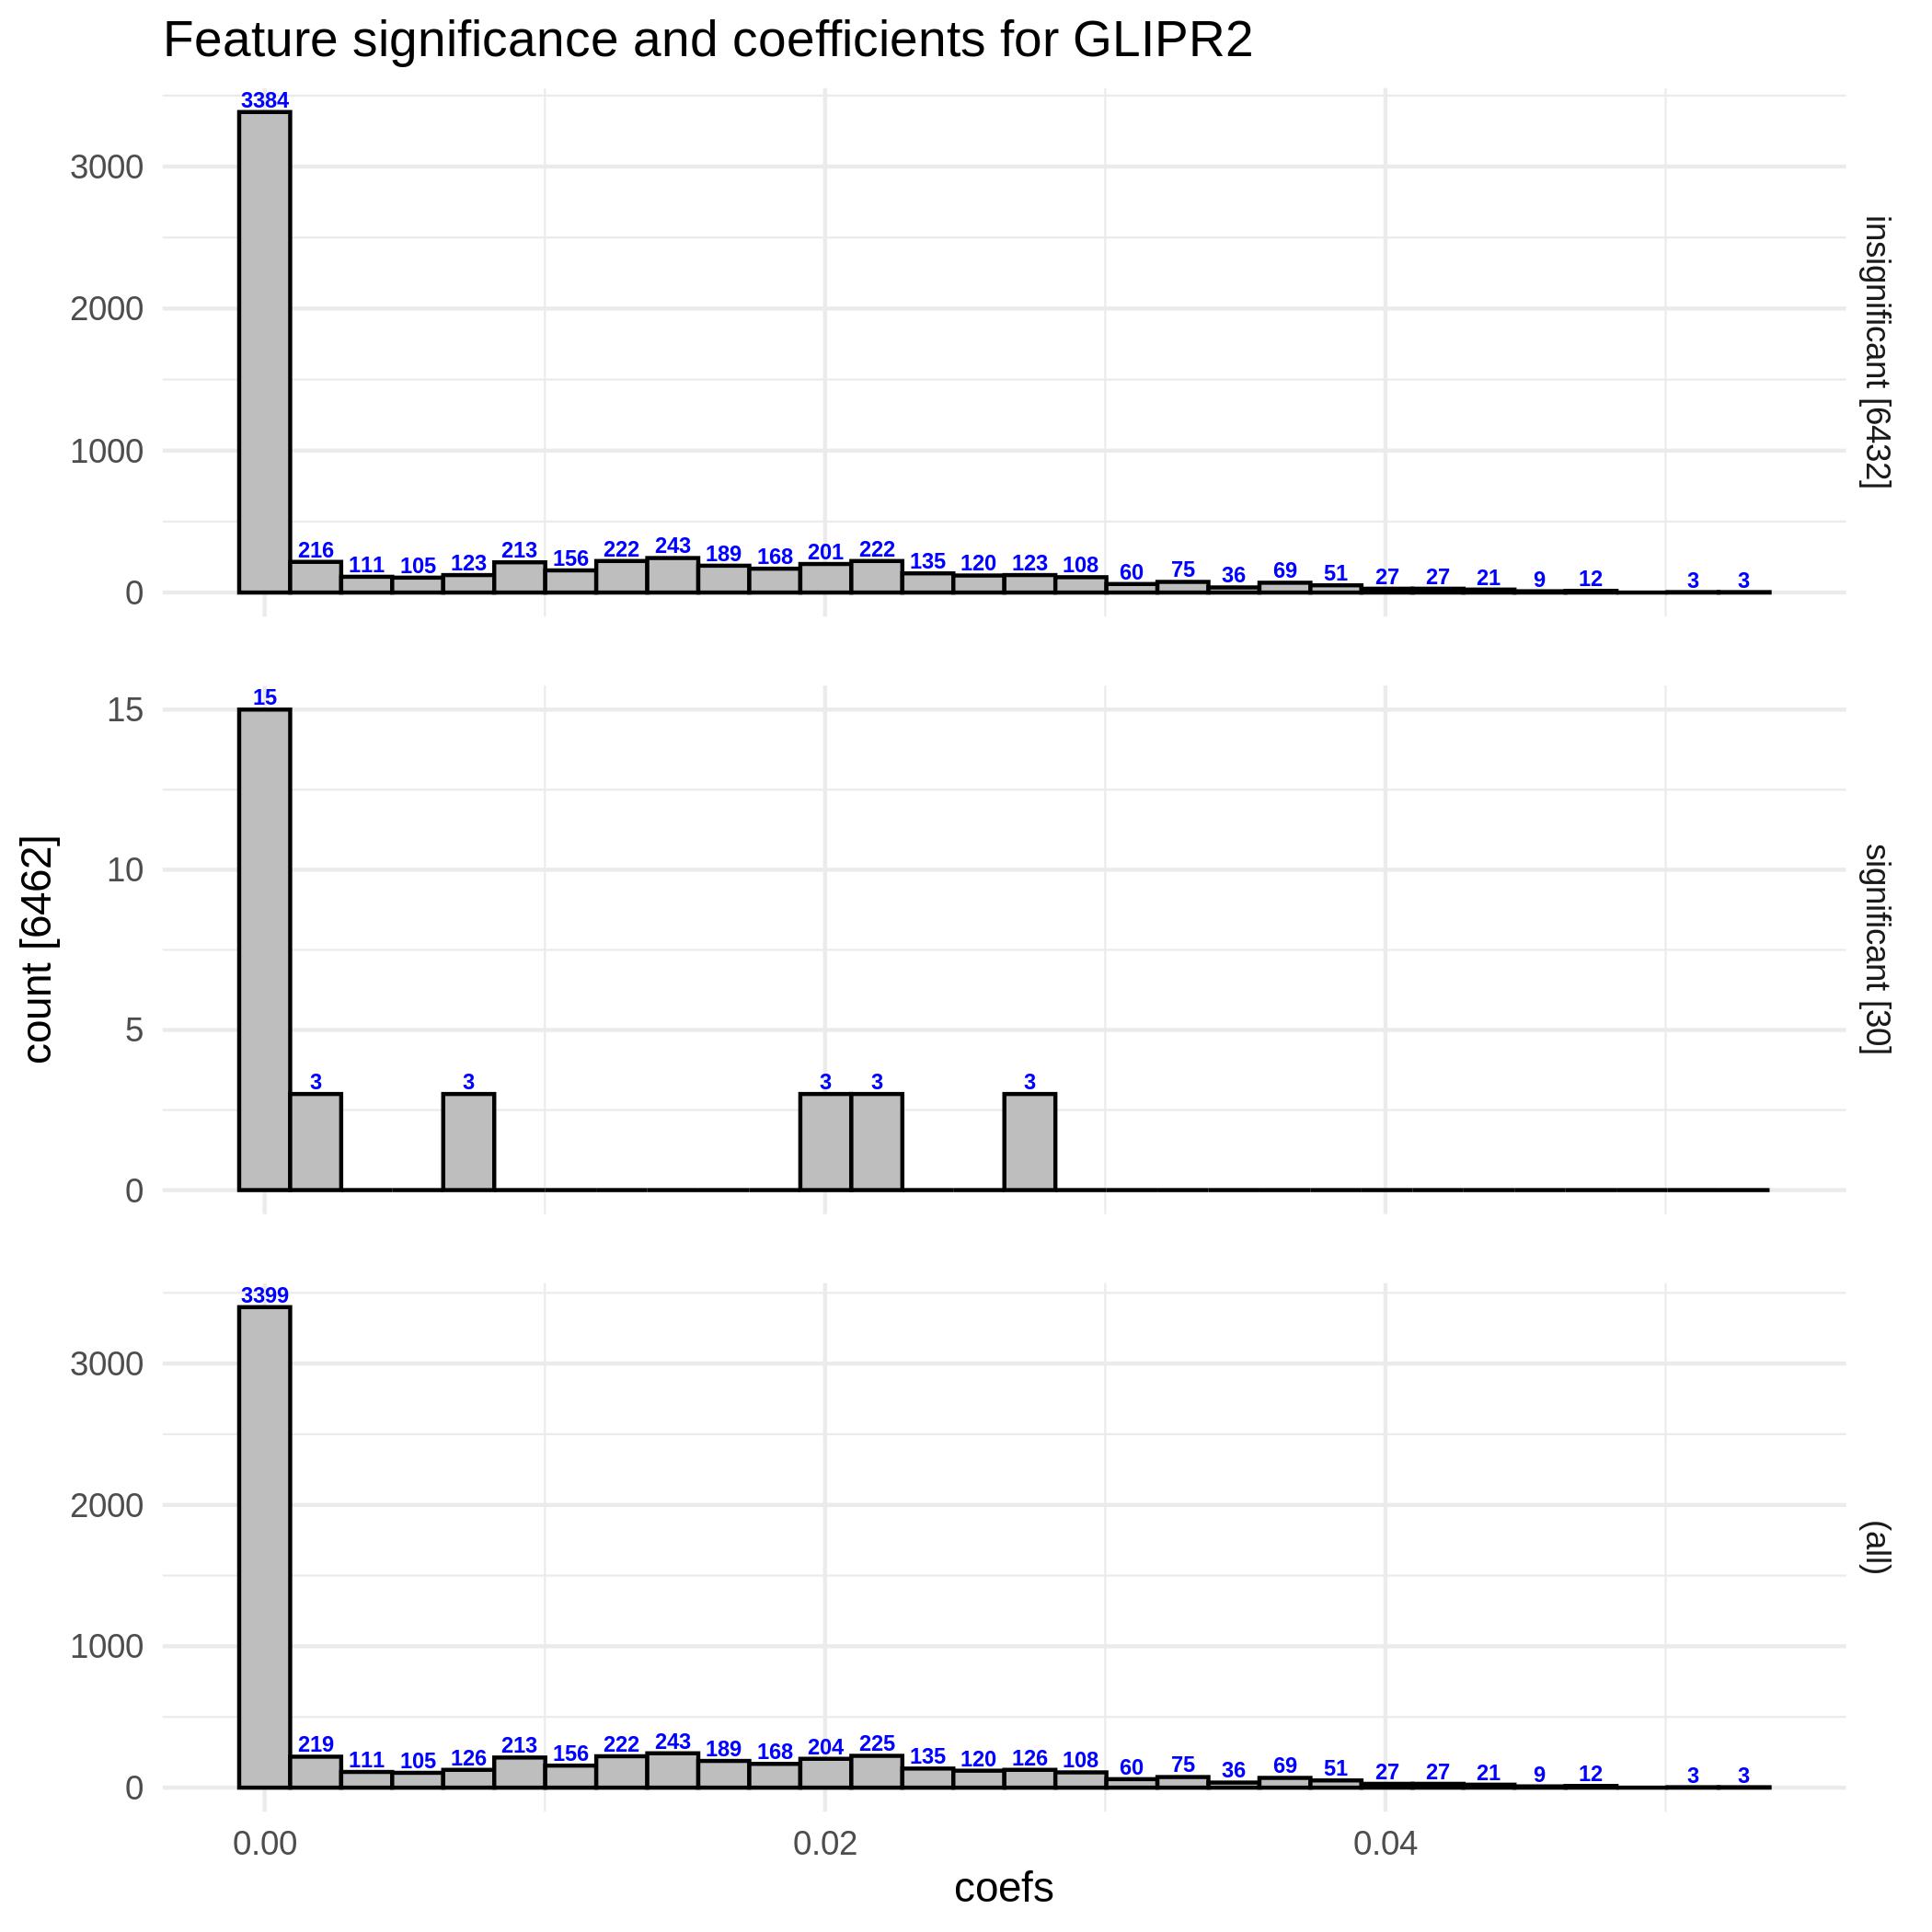 Feature significance and coefficients for GLIPR2
3384
3000
2000
1000
0
216 111 105 123 213 156 222 243 189 168 201 222 135 120 123 108 60 75 36 69 51 27 27 21 9 12 3 3
insignificant [6432]
15
15
10
5
0
3 3 3 3 3
significant [30]
count [6462]
3399
3000
2000
1000
0
219 111 105 126 213 156 222 243 189 168 204 225 135 120 126 108 60 75 36 69 51 27 27 21 9 12 3 3
(all)
0.00 0.02 0.04
coefs